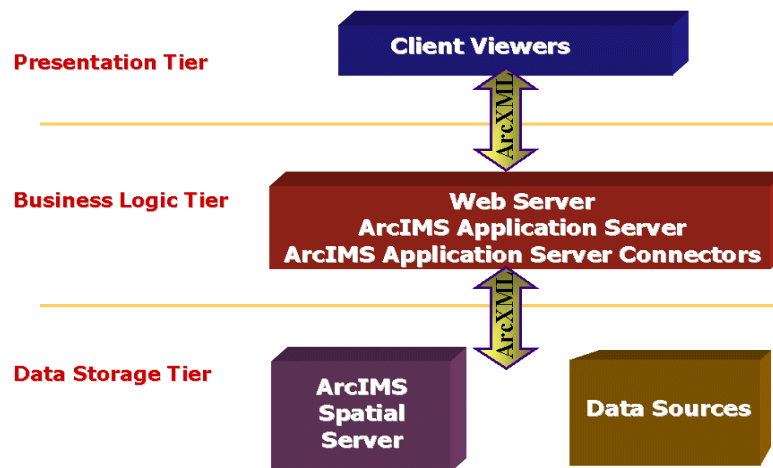 Client Viewers
Presentation Tier
ArcXML
Business Logic Tier
Web Server
ArcIMS Application Server
ArcIMS Application Server Connectors
ArcXML
Data Storage Tier
ArcIMS
Spatial
Server
Data Sources